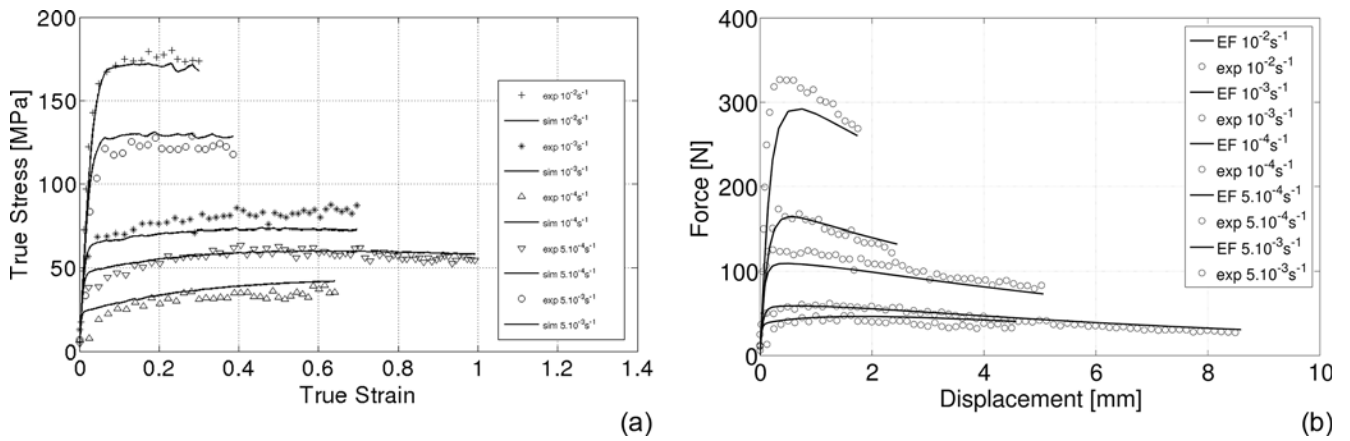 200
150
100
50
0
True Stress [MPa]
0 0.2 0.4 0.6 0.8 1 1.2 1.4
True Strain
exp 10⁻²s⁻¹
sim 10⁻²s⁻¹
exp 10⁻³s⁻¹
sim 10⁻³s⁻¹
exp 10⁻⁴s⁻¹
sim 10⁻⁴s⁻¹
exp 5.10⁻⁴s⁻¹
sim 5.10⁻⁴s⁻¹
exp 5.10⁻³s⁻¹
sim 5.10⁻³s⁻¹
(a)
400
300
200
100
0
Force [N]
0 2 4 6 8 10
Displacement [mm]
EF 10⁻²s⁻¹
exp 10⁻²s⁻¹
EF 10⁻³s⁻¹
exp 10⁻³s⁻¹
EF 10⁻⁴s⁻¹
exp 10⁻⁴s⁻¹
EF 5.10⁻⁴s⁻¹
exp 5.10⁻⁴s⁻¹
EF 5.10⁻³s⁻¹
exp 5.10⁻³s⁻¹
(b)